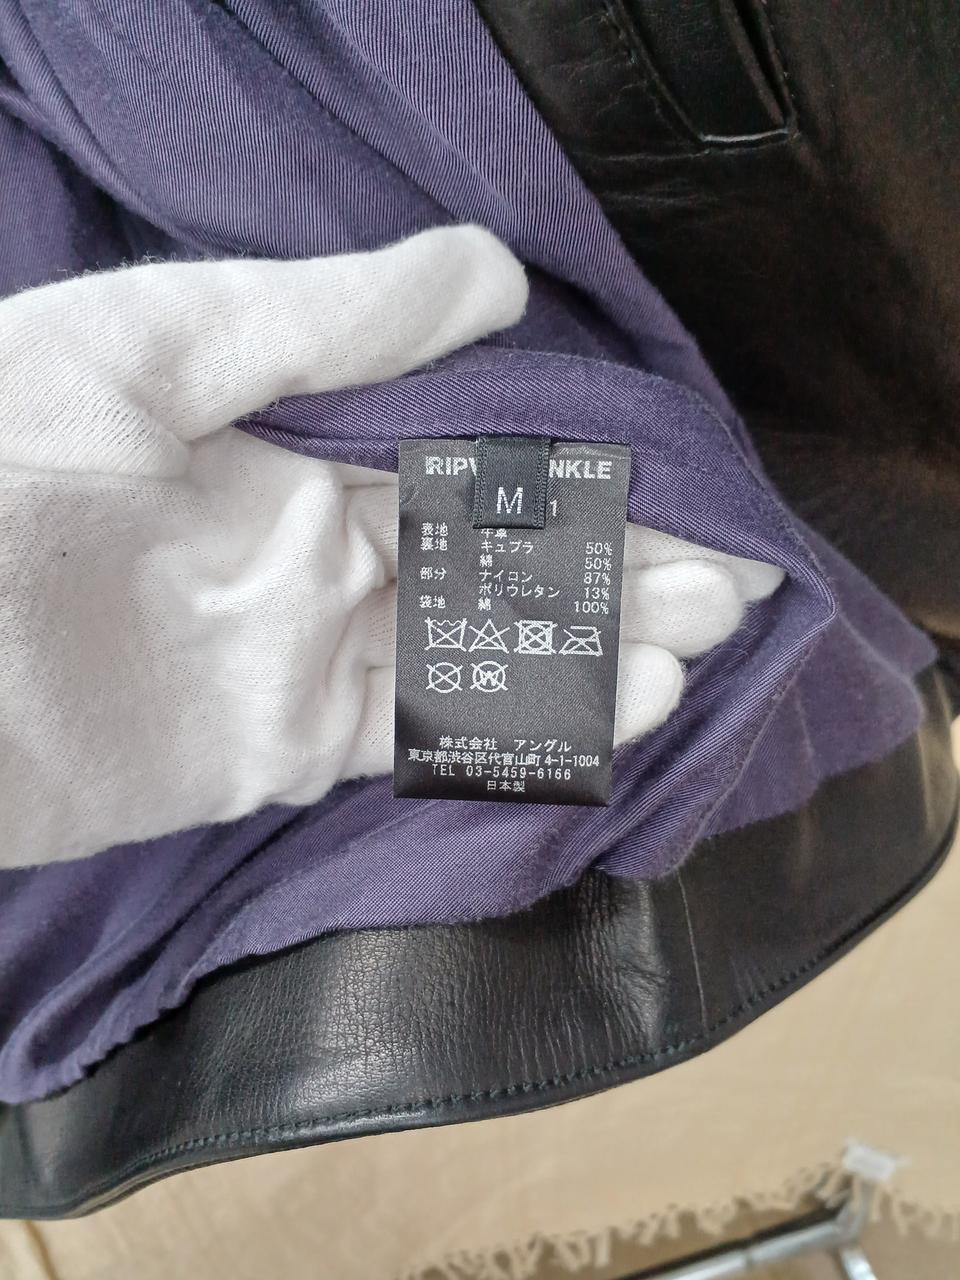 RIPV NKLE
M
1
表地 牛革
裏地 キュプラ 50%
綿 50%
部分 ナイロン 87%
ポリウレタン 13%
袋地 綿 100%
W
株式会社 アングル
東京都渋谷区代官山町 4-1-1004
TEL 03-5459-6166
日本製